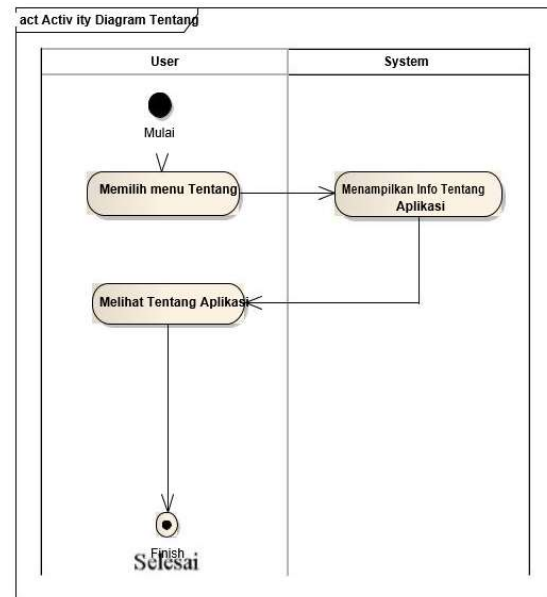 act Activ ity Diagram Tentang
User
System
Mulai
Memilih menu Tentang
Menampilkan Info Tentang
Aplikasi
Melihat Tentang Aplikasi
Finish
Selesai